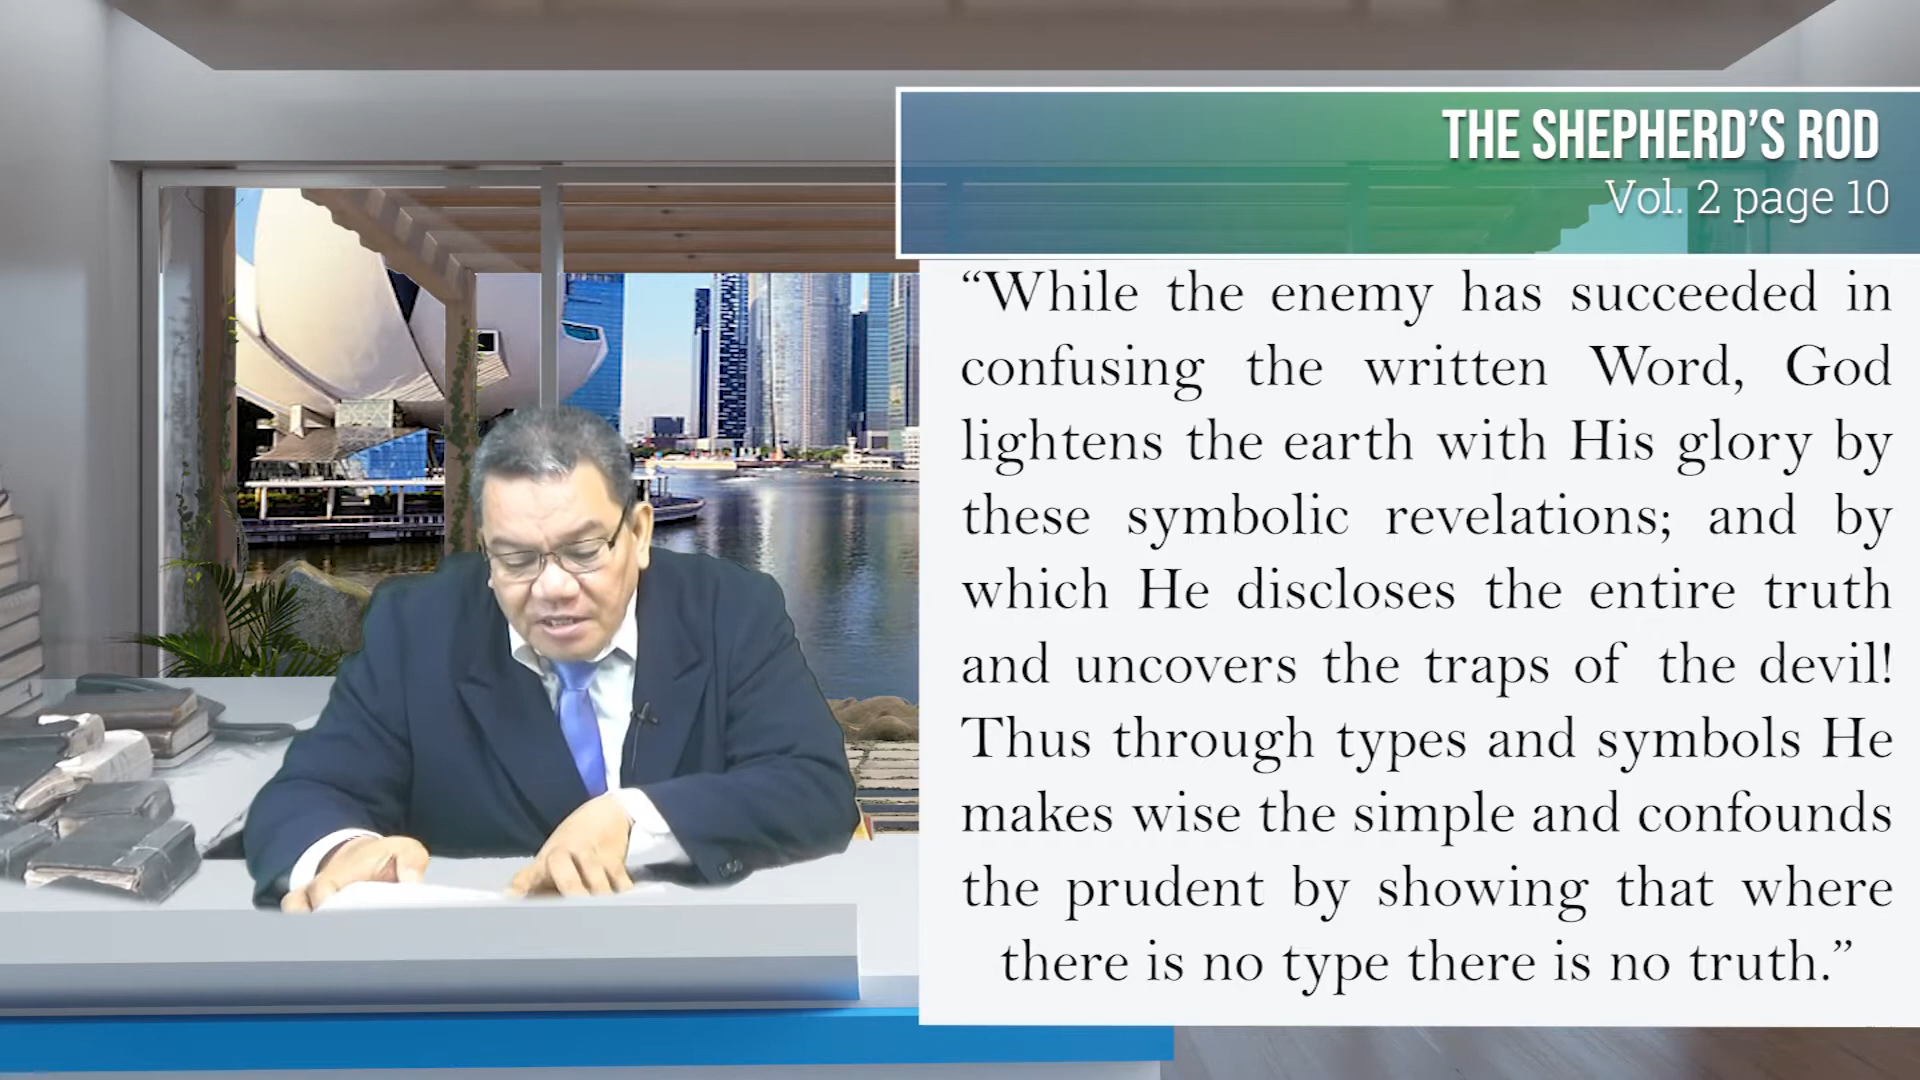 THE SHEPHERD’S ROD
Vol. 2 page 10
“While the enemy has succeeded in
confusing the written Word, God
lightens the earth with His glory by
these symbolic revelations; and by
which He discloses the entire truth
and uncovers the traps of the devil!
Thus through types and symbols He
makes wise the simple and confounds
the prudent by showing that where
there is no type there is no truth.”